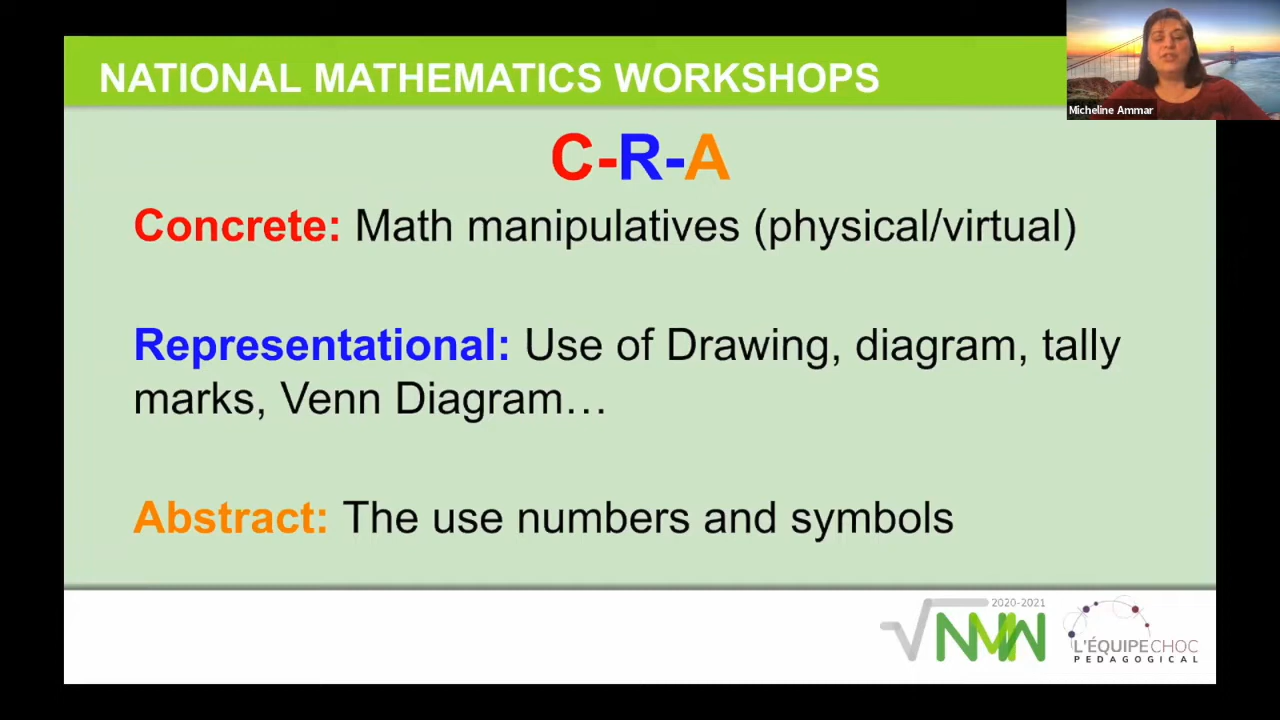 NATIONAL MATHEMATICS WORKSHOPS
Micheline Ammar
C-R-A
Concrete: Math manipulatives (physical/virtual)
Representational: Use of Drawing, diagram, tally
marks, Venn Diagram…
Abstract: The use numbers and symbols
2020-2021
NMW
L'ÉQUIPECHOC
PEDAGOGICAL